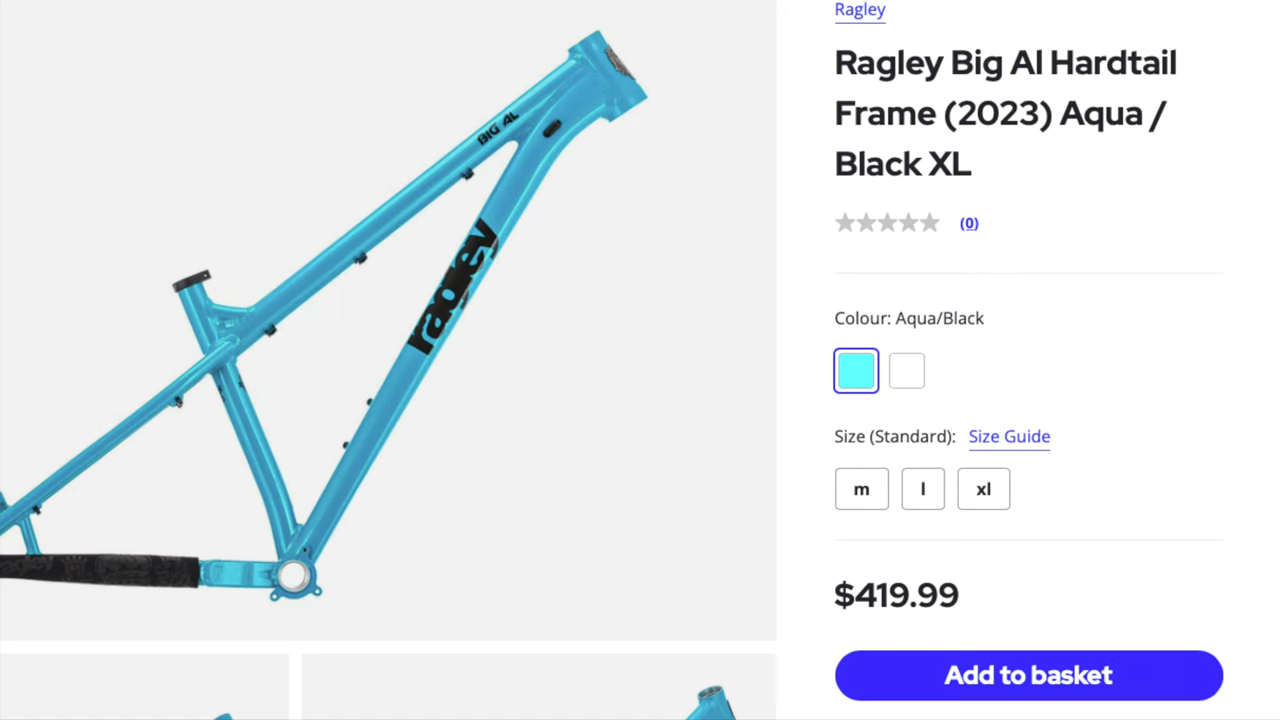 Ragley
Ragley Big Al Hardtail
Frame (2023) Aqua /
Black XL
(0)
Colour: Aqua/Black
Size (Standard): Size Guide
m l xl
$419.99
Add to basket
BIG AL
ragley